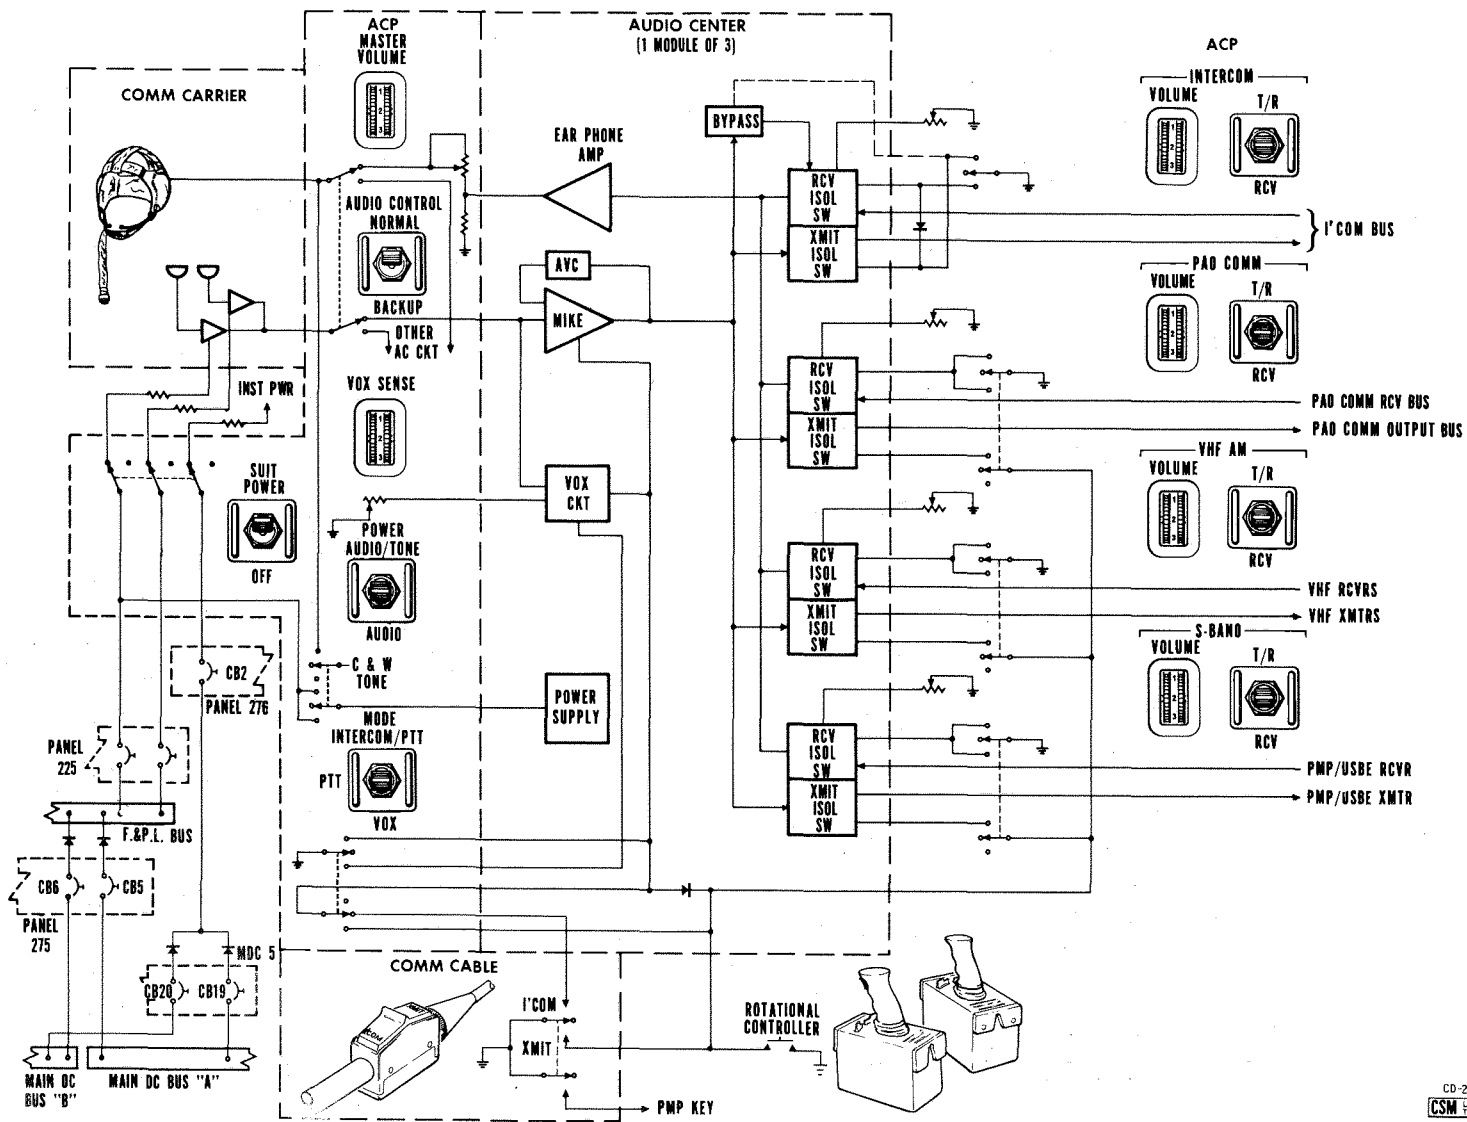 ACP
MASTER
VOLUME
AUDIO CENTER
(1 MODULE OF 3)
ACP
INTERCOM
VOLUME
T/R
RCV
COMM CARRIER
EAR PHONE
AMP
BYPASS
RCV
ISOL
SW
XMIT
ISOL
SW
I'COM BUS
AUDIO CONTROL
NORMAL
BACKUP
AVC
MIKE
OTHER
AC CKT
PAO COMM
VOLUME
T/R
RCV
RCV
ISOL
SW
XMIT
ISOL
SW
PAO COMM RCV BUS
PAO COMM OUTPUT BUS
INST PWR
VOX SENSE
SUIT
POWER
OFF
VOX
CKT
VHF AM
VOLUME
T/R
RCV
POWER
AUDIO/TONE
AUDIO
RCV
ISOL
SW
XMIT
ISOL
SW
VHF RCVRS
VHF XMTRS
S-BAND
VOLUME
T/R
RCV
CB2
PANEL 276
C & W
TONE
POWER
SUPPLY
PANEL
225
MODE
INTERCOM/PTT
PTT
VOX
RCV
ISOL
SW
XMIT
ISOL
SW
PMP/USBE RCVR
PMP/USBE XMTR
F.&P.L. BUS
CB6
CB5
PANEL
275
MDC 5
CB20
CB19
MAIN DC
BUS "B"
MAIN DC BUS "A"
COMM CABLE
I'COM
XMIT
PMP KEY
ROTATIONAL
CONTROLLER
CD-2
CSM